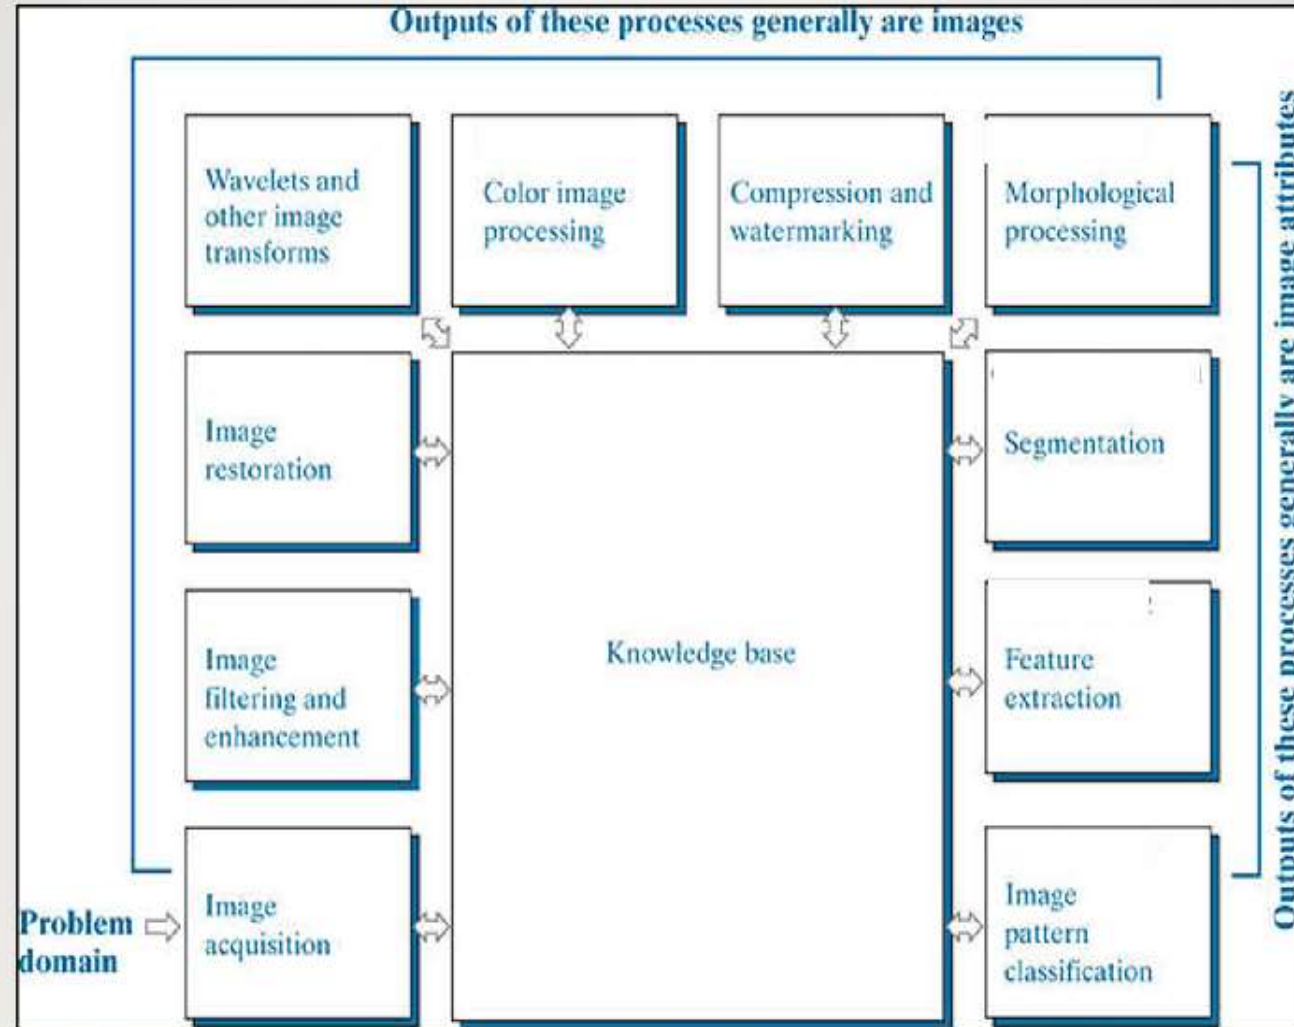 Outputs of these processes generally are images
Wavelets and
other image
transforms
Color image
processing
Compression and
watermarking
Morphological
processing
Image
restoration
Segmentation
Image
filtering and
enhancement
Knowledge base
Feature
extraction
Problem
domain
Image
acquisition
Image
pattern
classification
Outputs of these processes generally are image attributes